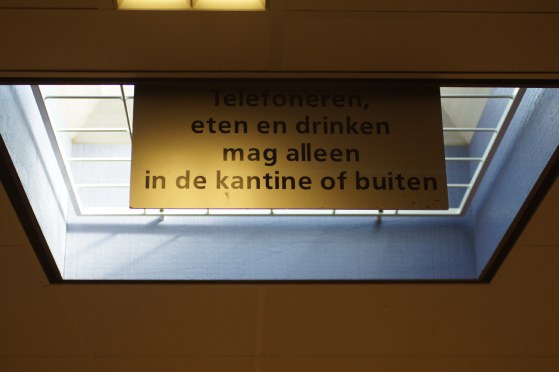 Telefoneren,
eten en drinken
mag alleen
in de kantine of buiten